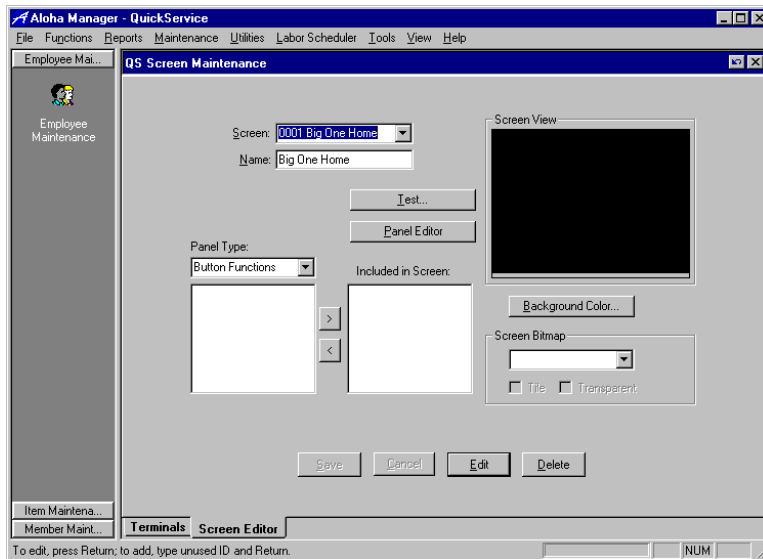 Aloha Manager - QuickService
File Functions Reports Maintenance Utilities Labor Scheduler Tools View Help
Employee Mai...
QS Screen Maintenance
Employee
Maintenance
Screen: 0001 Big One Home
Name: Big One Home
Screen View
Test...
Panel Editor
Panel Type:
Button Functions
Included in Screen:
>
<
Background Color...
Screen Bitmap
Tile Transparent
Save Cancel Edit Delete
Item Maintena...
Member Maint...
Terminals Screen Editor
To edit, press Return; to add, type unused ID and Return.
NUM